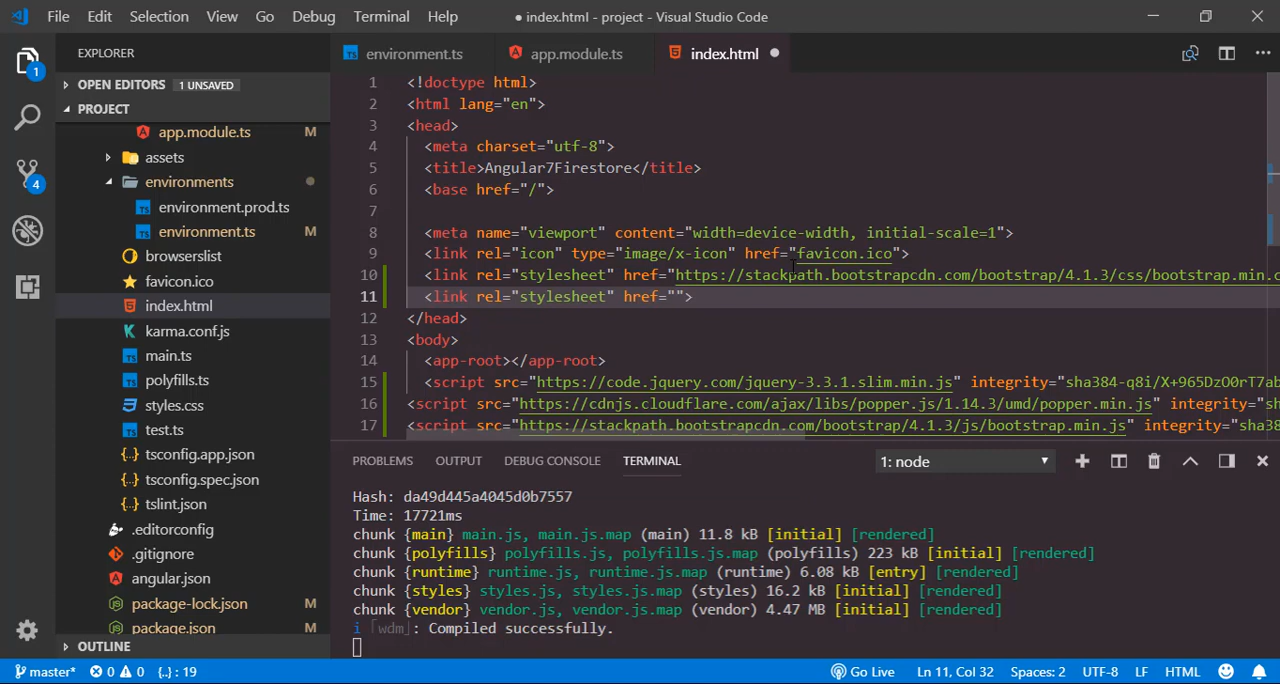 File Edit Selection View Go Debug Terminal Help
● index.html - project - Visual Studio Code
EXPLORER
OPEN EDITORS 1 UNSAVED
PROJECT
app.module.ts M
assets
environments
environment.prod.ts
environment.ts M
browserslist
favicon.ico
index.html
karma.conf.js
main.ts
polyfills.ts
styles.css
test.ts
tsconfig.app.json
tsconfig.spec.json
tslint.json
.editorconfig
.gitignore
angular.json
package-lock.json M
package.json M
OUTLINE
1
4
environment.ts app.module.ts index.html
1 <!doctype html>
2 <html lang="en">
3 <head>
4 <meta charset="utf-8">
5 <title>Angular7Firestore</title>
6 <base href="/">
7
8 <meta name="viewport" content="width=device-width, initial-scale=1">
9 <link rel="icon" type="image/x-icon" href="favicon.ico">
10 <link rel="stylesheet" href="https://stackpath.bootstrapcdn.com/bootstrap/4.1.3/css/bootstrap.min.c
11 <link rel="stylesheet" href="">
12 </head>
13 <body>
14 <app-root></app-root>
15 <script src="https://code.jquery.com/jquery-3.3.1.slim.min.js" integrity="sha384-q8i/X+965DzO0rT7ab
16 <script src="https://cdnjs.cloudflare.com/ajax/libs/popper.js/1.14.3/umd/popper.min.js" integrity="sh
17 <script src="https://stackpath.bootstrapcdn.com/bootstrap/4.1.3/js/bootstrap.min.js" integrity="sha38
PROBLEMS OUTPUT DEBUG CONSOLE TERMINAL 1: node
Hash: da49d445a4045d0b7557
Time: 17721ms
chunk {main} main.js, main.js.map (main) 11.8 kB [initial] [rendered]
chunk {polyfills} polyfills.js, polyfills.js.map (polyfills) 223 kB [initial] [rendered]
chunk {runtime} runtime.js, runtime.js.map (runtime) 6.08 kB [entry] [rendered]
chunk {styles} styles.js, styles.js.map (styles) 16.2 kB [initial] [rendered]
chunk {vendor} vendor.js, vendor.js.map (vendor) 4.47 MB [initial] [rendered]
i ｢wdm｣: Compiled successfully.
master* 0 0 {..} : 19 Go Live Ln 11, Col 32 Spaces: 2 UTF-8 LF HTML